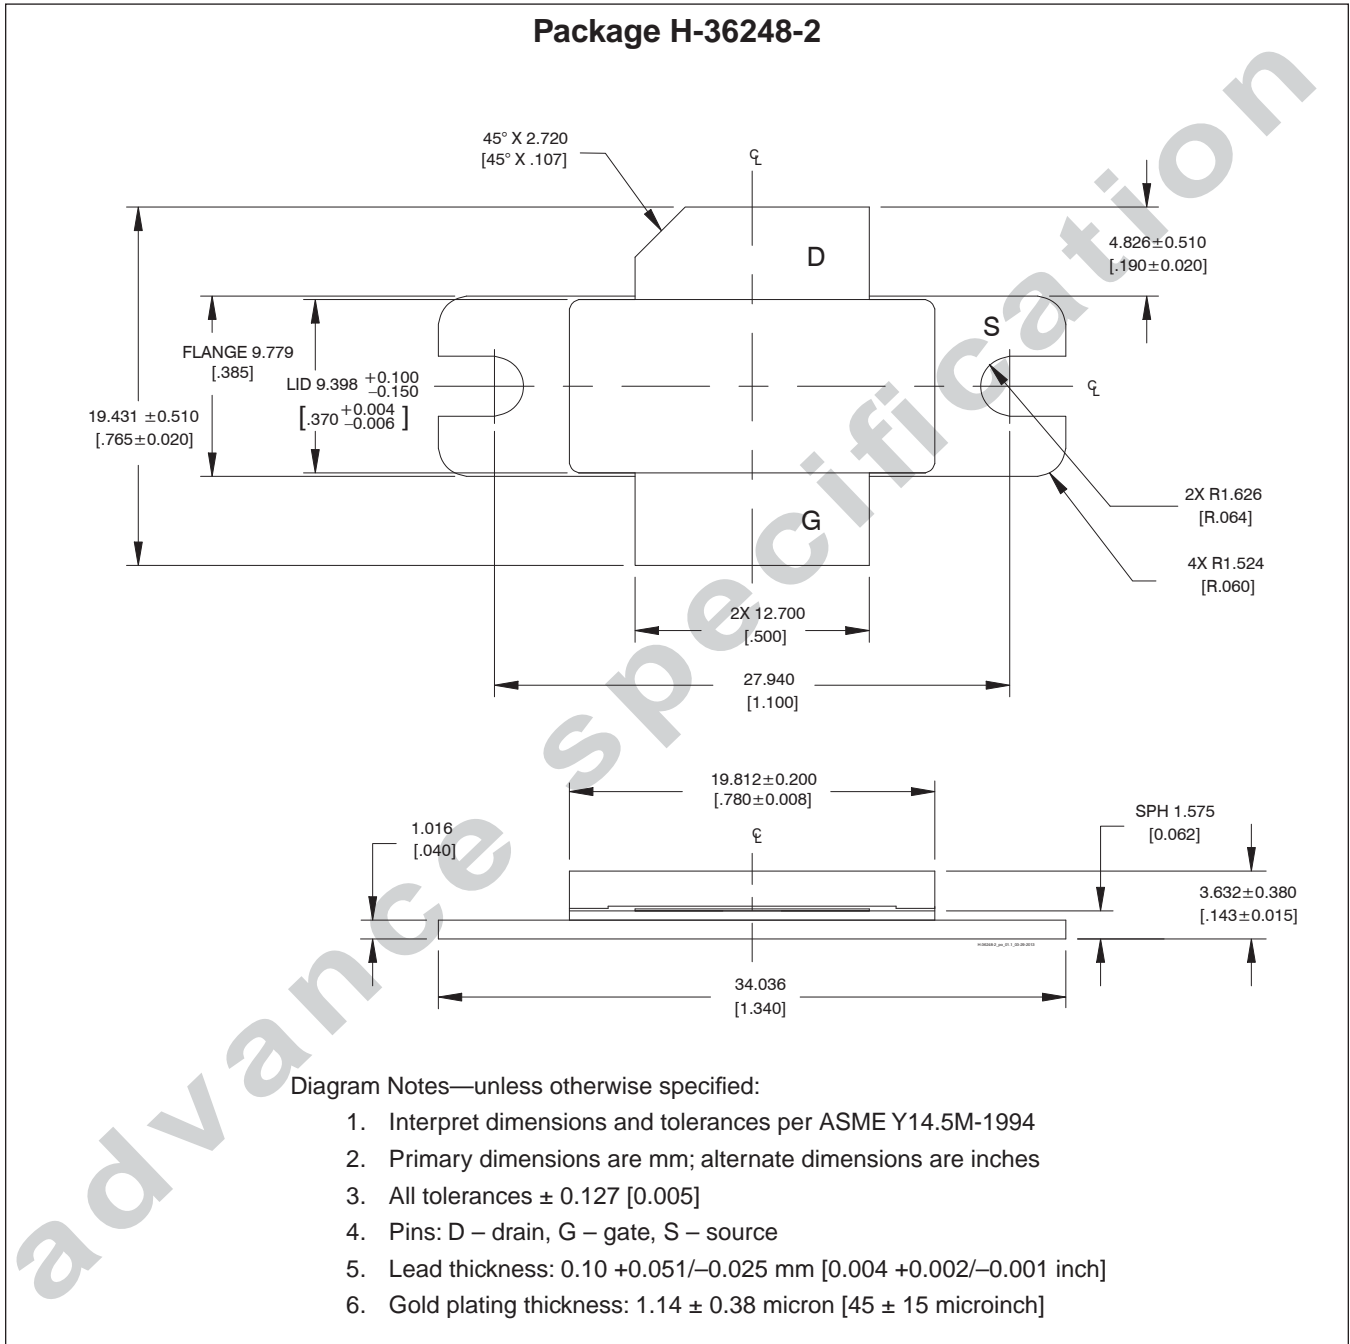 Package H-36248-2
45° X 2.720
[45° X .107]
CL
D
4.826±0.510
[.190±0.020]
S
FLANGE 9.779
[.385]
LID 9.398 +0.100
–0.150
[.370 +0.004
–0.006 ]
CL
19.431 ±0.510
[.765±0.020]
2X R1.626
[R.064]
G
4X R1.524
[R.060]
2X 12.700
[.500]
27.940
[1.100]
19.812±0.200
[.780±0.008]
SPH 1.575
[0.062]
1.016
[.040]
CL
3.632±0.380
[.143±0.015]
34.036
[1.340]
Diagram Notes—unless otherwise specified:
1. Interpret dimensions and tolerances per ASME Y14.5M-1994
2. Primary dimensions are mm; alternate dimensions are inches
3. All tolerances ± 0.127 [0.005]
4. Pins: D – drain, G – gate, S – source
5. Lead thickness: 0.10 +0.051/–0.025 mm [0.004 +0.002/–0.001 inch]
6. Gold plating thickness: 1.14 ± 0.38 micron [45 ± 15 microinch]
advance specification